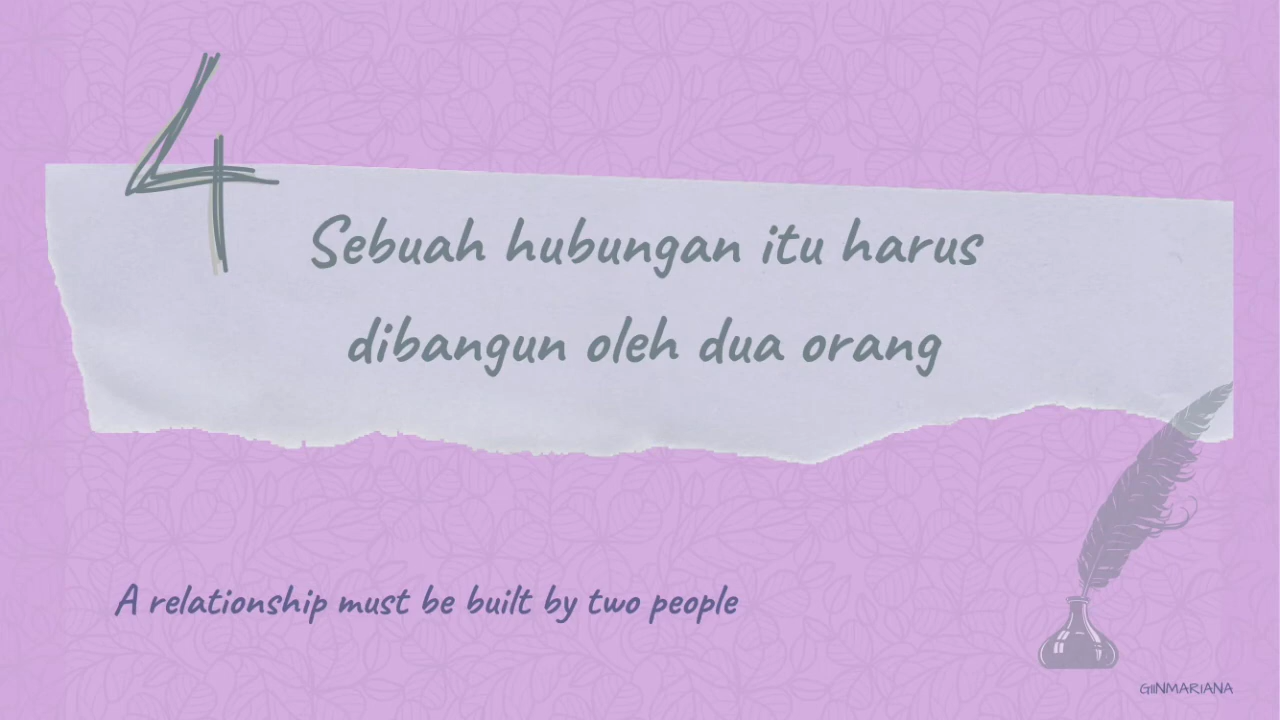 4
Sebuah hubungan itu harus
dibangun oleh dua orang
A relationship must be built by two people
GIINMARIANA